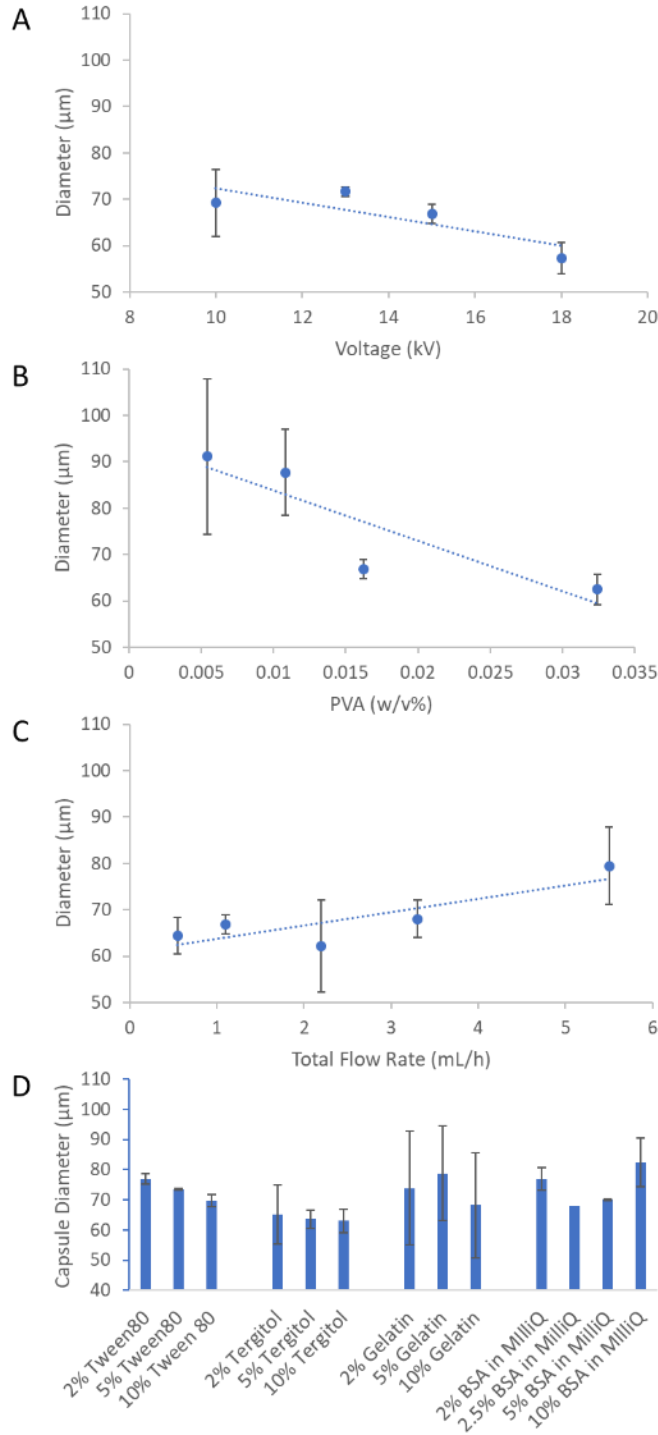 A
110
100
90
80
70
60
50
Diameter (µm)
8 10 12 14 16 18 20
Voltage (kV)
B
110
100
90
80
70
60
50
Diameter (µm)
0 0.005 0.01 0.015 0.02 0.025 0.03 0.035
PVA (w/v%)
C
110
100
90
80
70
60
50
Diameter (µm)
0 1 2 3 4 5 6
Total Flow Rate (mL/h)
D
110
100
90
80
70
60
50
40
Capsule Diameter (µm)
2% Tween80
5% Tween80
10% Tween 80
2% Tergitol
5% Tergitol
10% Tergitol
2% Gelatin
5% Gelatin
10% Gelatin
2% BSA in MilliQ
2.5% BSA in MilliQ
5% BSA in MilliQ
10% BSA in MilliQ